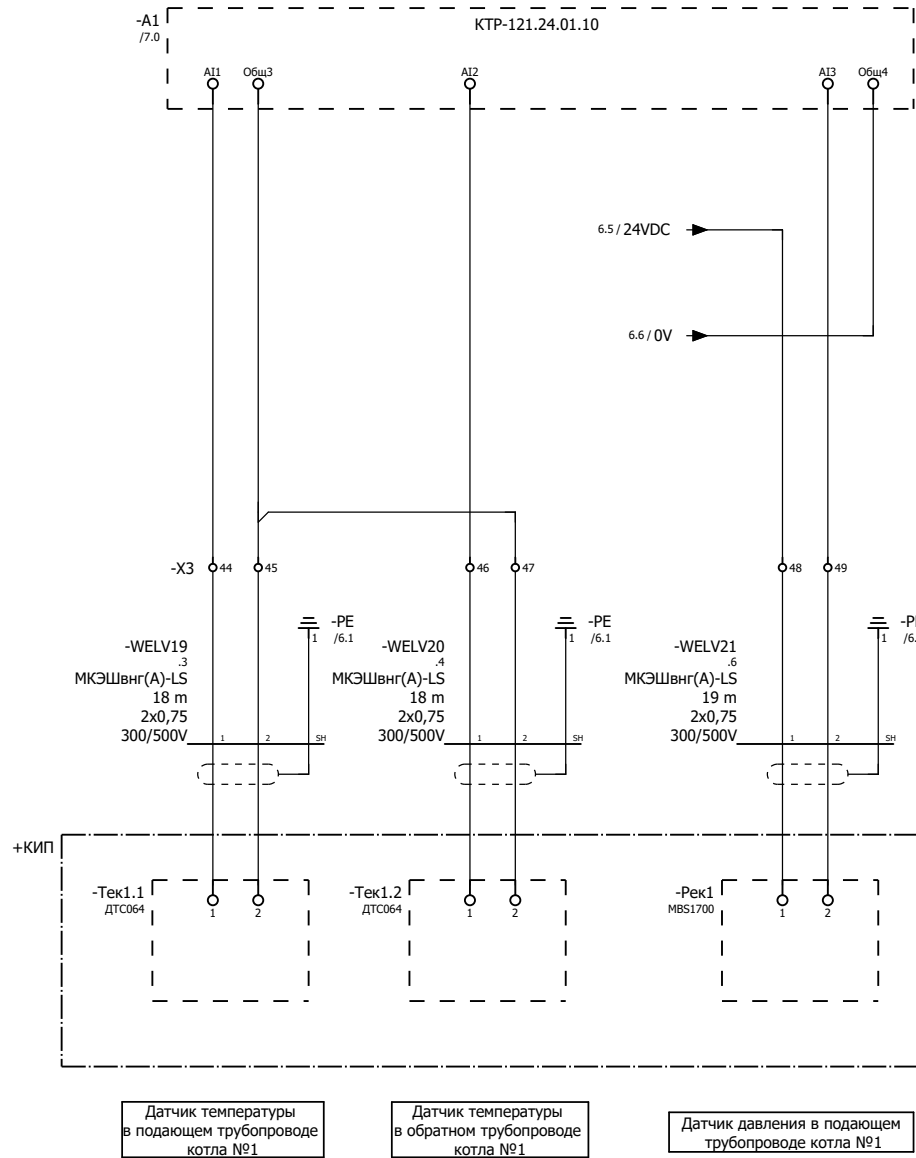 -A1
/7.0
КТР-121.24.01.10
AI1
Общ3
AI2
AI3
Общ4
6.5 / 24VDC
6.6 / 0V
-X3
44
45
46
47
48
49
-WELV19
.3
МКЭШвнг(А)-LS
18 m
2x0,75
300/500V
1
2
SH
1
-PE
/6.1
-WELV20
.4
МКЭШвнг(А)-LS
18 m
2x0,75
300/500V
1
2
SH
1
-PE
/6.1
-WELV21
.6
МКЭШвнг(А)-LS
19 m
2x0,75
300/500V
1
2
SH
1
+КИП
-Тек1.1
ДТС064
1
2
-Тек1.2
ДТС064
1
2
-Рек1
MBS1700
1
2
Датчик температуры
в подающем трубопроводе
котла №1
Датчик температуры
в обратном трубопроводе
котла №1
Датчик давления в подающем
трубопроводе котла №1